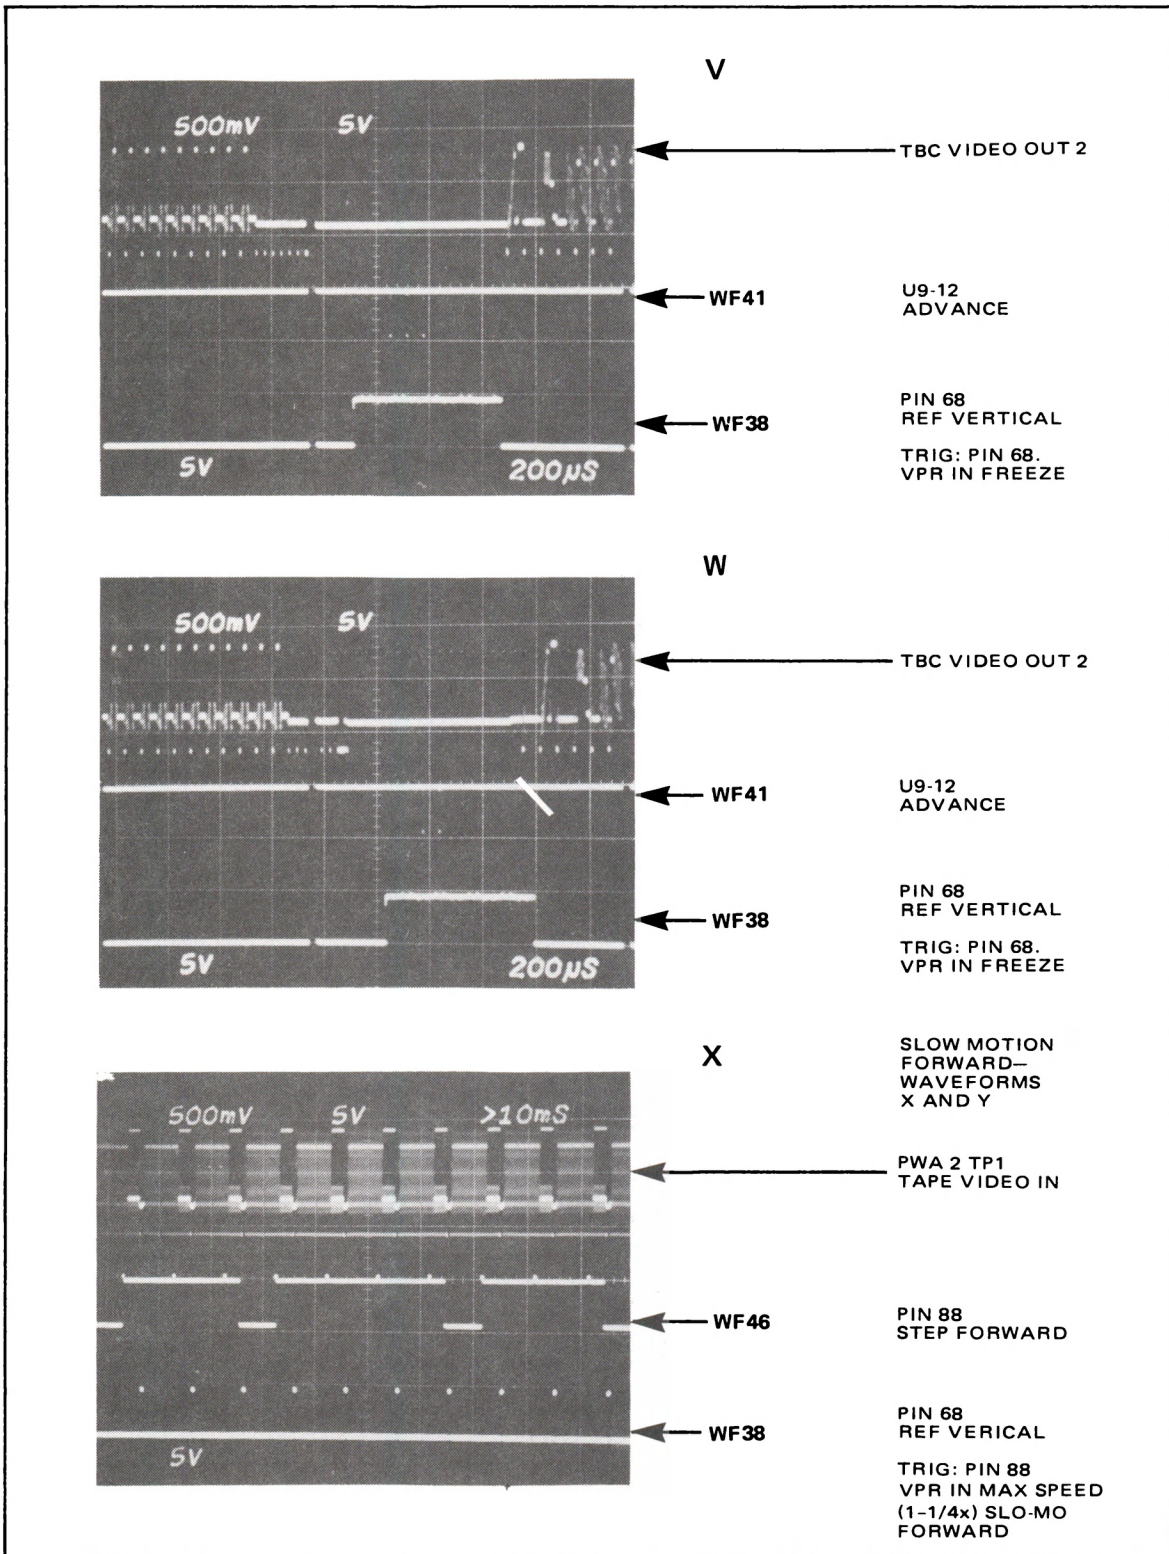 V
500mV 5V
TBC VIDEO OUT 2
WF41
U9-12
ADVANCE
WF38
PIN 68
REF VERTICAL
TRIG: PIN 68.
VPR IN FREEZE
5V 200µS
W
500mV 5V
TBC VIDEO OUT 2
WF41
U9-12
ADVANCE
WF38
PIN 68
REF VERTICAL
TRIG: PIN 68.
VPR IN FREEZE
5V 200µS
X
SLOW MOTION
FORWARD—
WAVEFORMS
X AND Y
500mV 5V >10mS
PWA 2 TP1
TAPE VIDEO IN
WF46
PIN 88
STEP FORWARD
WF38
PIN 68
REF VERICAL
5V
TRIG: PIN 88
VPR IN MAX SPEED
(1-1/4x) SLO-MO
FORWARD